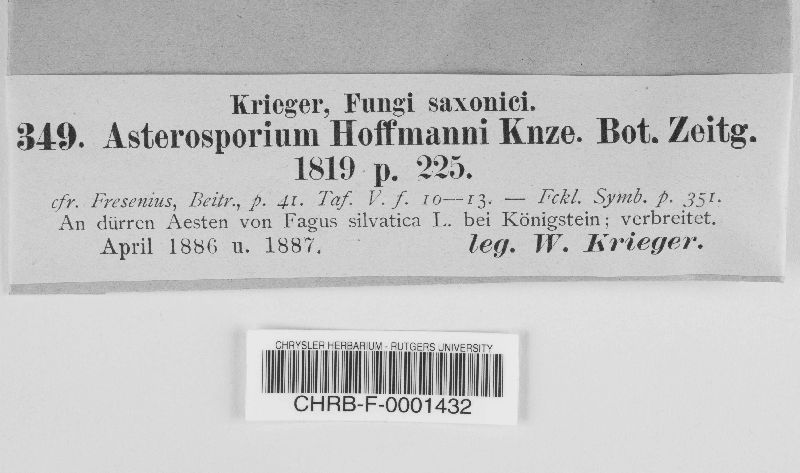 Krieger, Fungi saxonici.
349. Asterosporium Hoffmanni Knze. Bot. Zeitg.
1819 p. 225.
cfr. Fresenius, Beitr., p. 41. Taf. V. f. 10—13. — Fckl. Symb. p. 351.
An dürren Aesten von Fagus silvatica L. bei Königstein; verbreitet.
April 1886 u. 1887. leg. W. Krieger.
CHRYSLER HERBARIUM - RUTGERS UNIVERSITY
CHRB-F-0001432